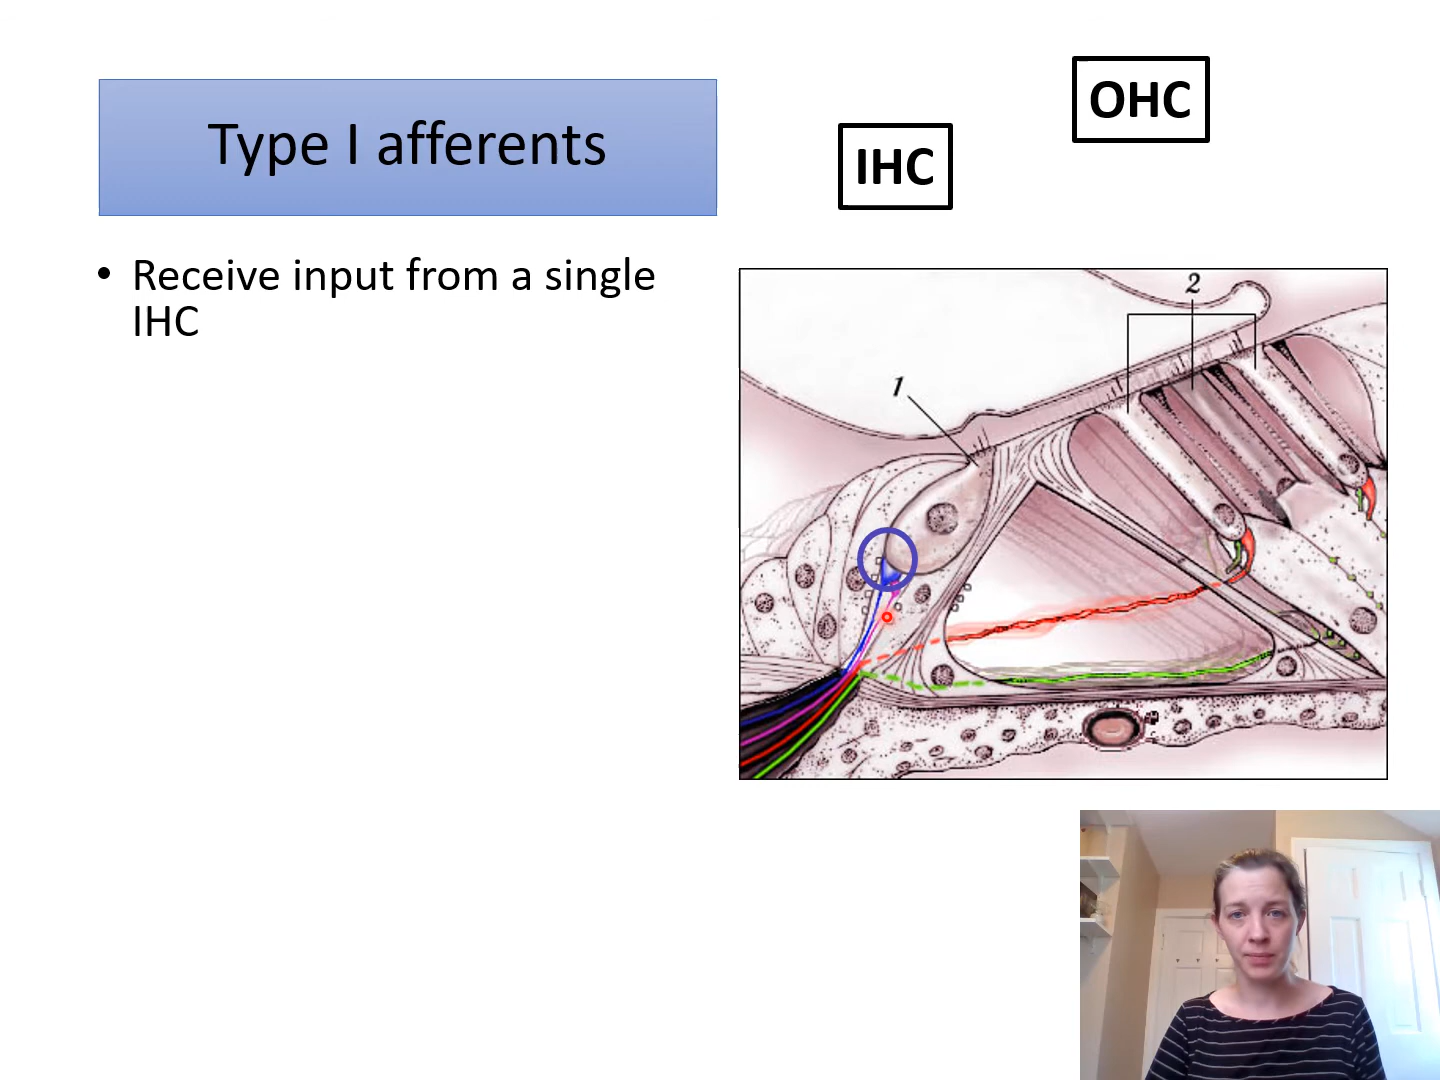 OHC
Type I afferents
IHC
• Receive input from a single
IHC
2
1